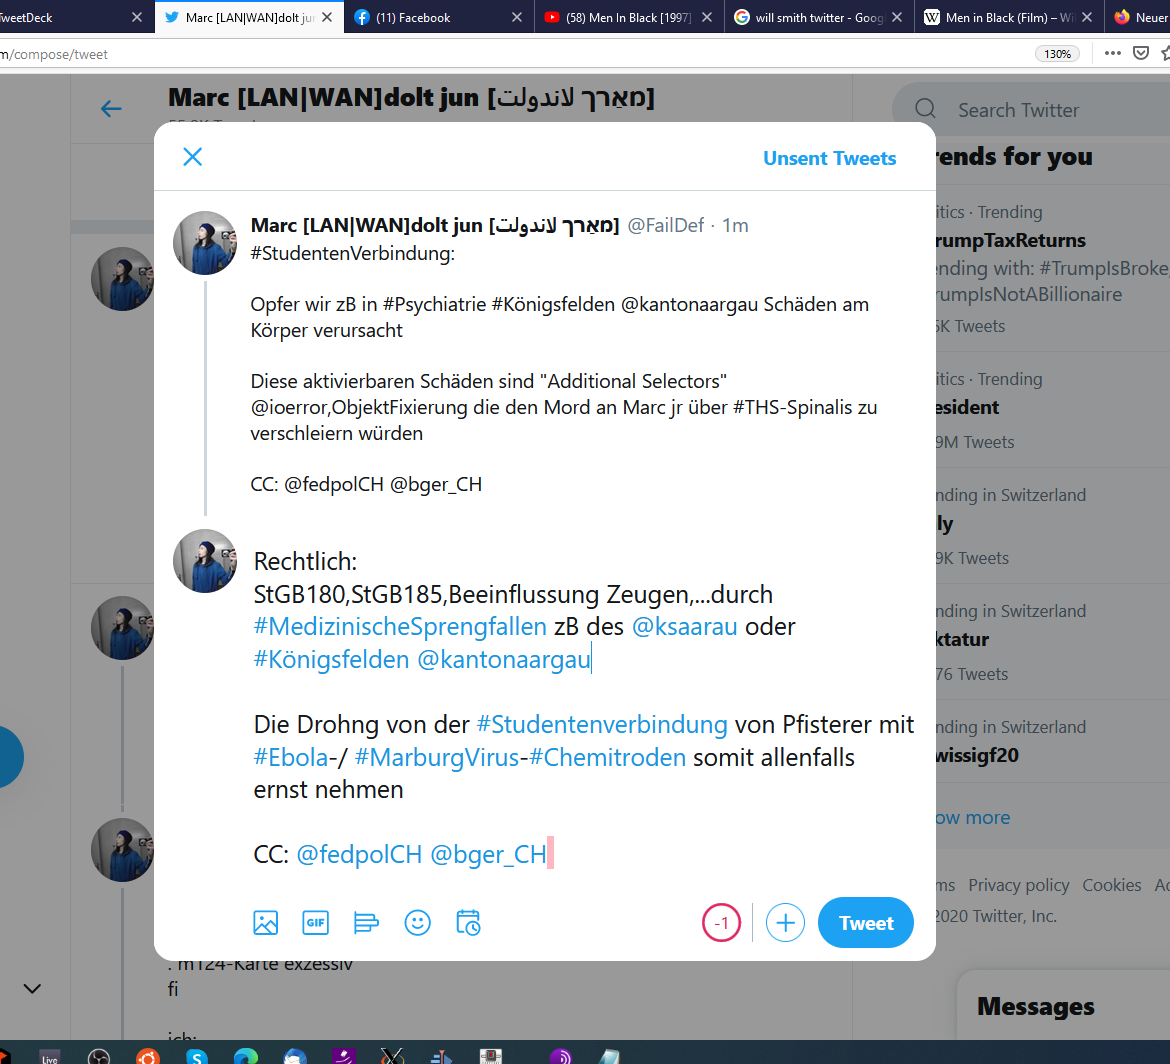 TweetDeck
Marc [LAN|WAN]dolt jun
(11) Facebook
(58) Men In Black [1997]
will smith twitter - Goog
Men in Black (Film) – Wi
Neuer
m/compose/tweet
130%
Marc [LAN|WAN]dolt jun [מאַרך لاندولت]
Search Twitter
Unsent Tweets
rends for you
Marc [LAN|WAN]dolt jun [מאַרך لاندولت] @FailDef · 1m
#StudentenVerbindung:
Opfer wir zB in #Psychiatrie #Königsfelden @kantonaargau Schäden am
Körper verursacht
Diese aktivierbaren Schäden sind "Additional Selectors"
@ioerror,ObjektFixierung die den Mord an Marc jr über #THS-Spinalis zu
verschleiern würden
CC: @fedpolCH @bger_CH
Rechtlich:
StGB180,StGB185,Beeinflussung Zeugen,...durch
#MedizinischeSprengfallen zB des @ksaarau oder
#Königsfelden @kantonaargau
Die Drohng von der #Studentenverbindung von Pfisterer mit
#Ebola-/ #MarburgVirus-#Chemitroden somit allenfalls
ernst nehmen
CC: @fedpolCH @bger_CH
-1
+
Tweet
GIF
itics · Trending
rumpTaxReturns
ending with: #TrumpIsBroke,
rumpIsNotABillionaire
5K Tweets
itics · Trending
esident
9M Tweets
nding in Switzerland
ly
9K Tweets
nding in Switzerland
ktatur
76 Tweets
nding in Switzerland
wissigf20
ow more
ms Privacy policy Cookies Ac
2020 Twitter, Inc.
: m124-Karte exzessiv
fi
ich:
Messages
Live